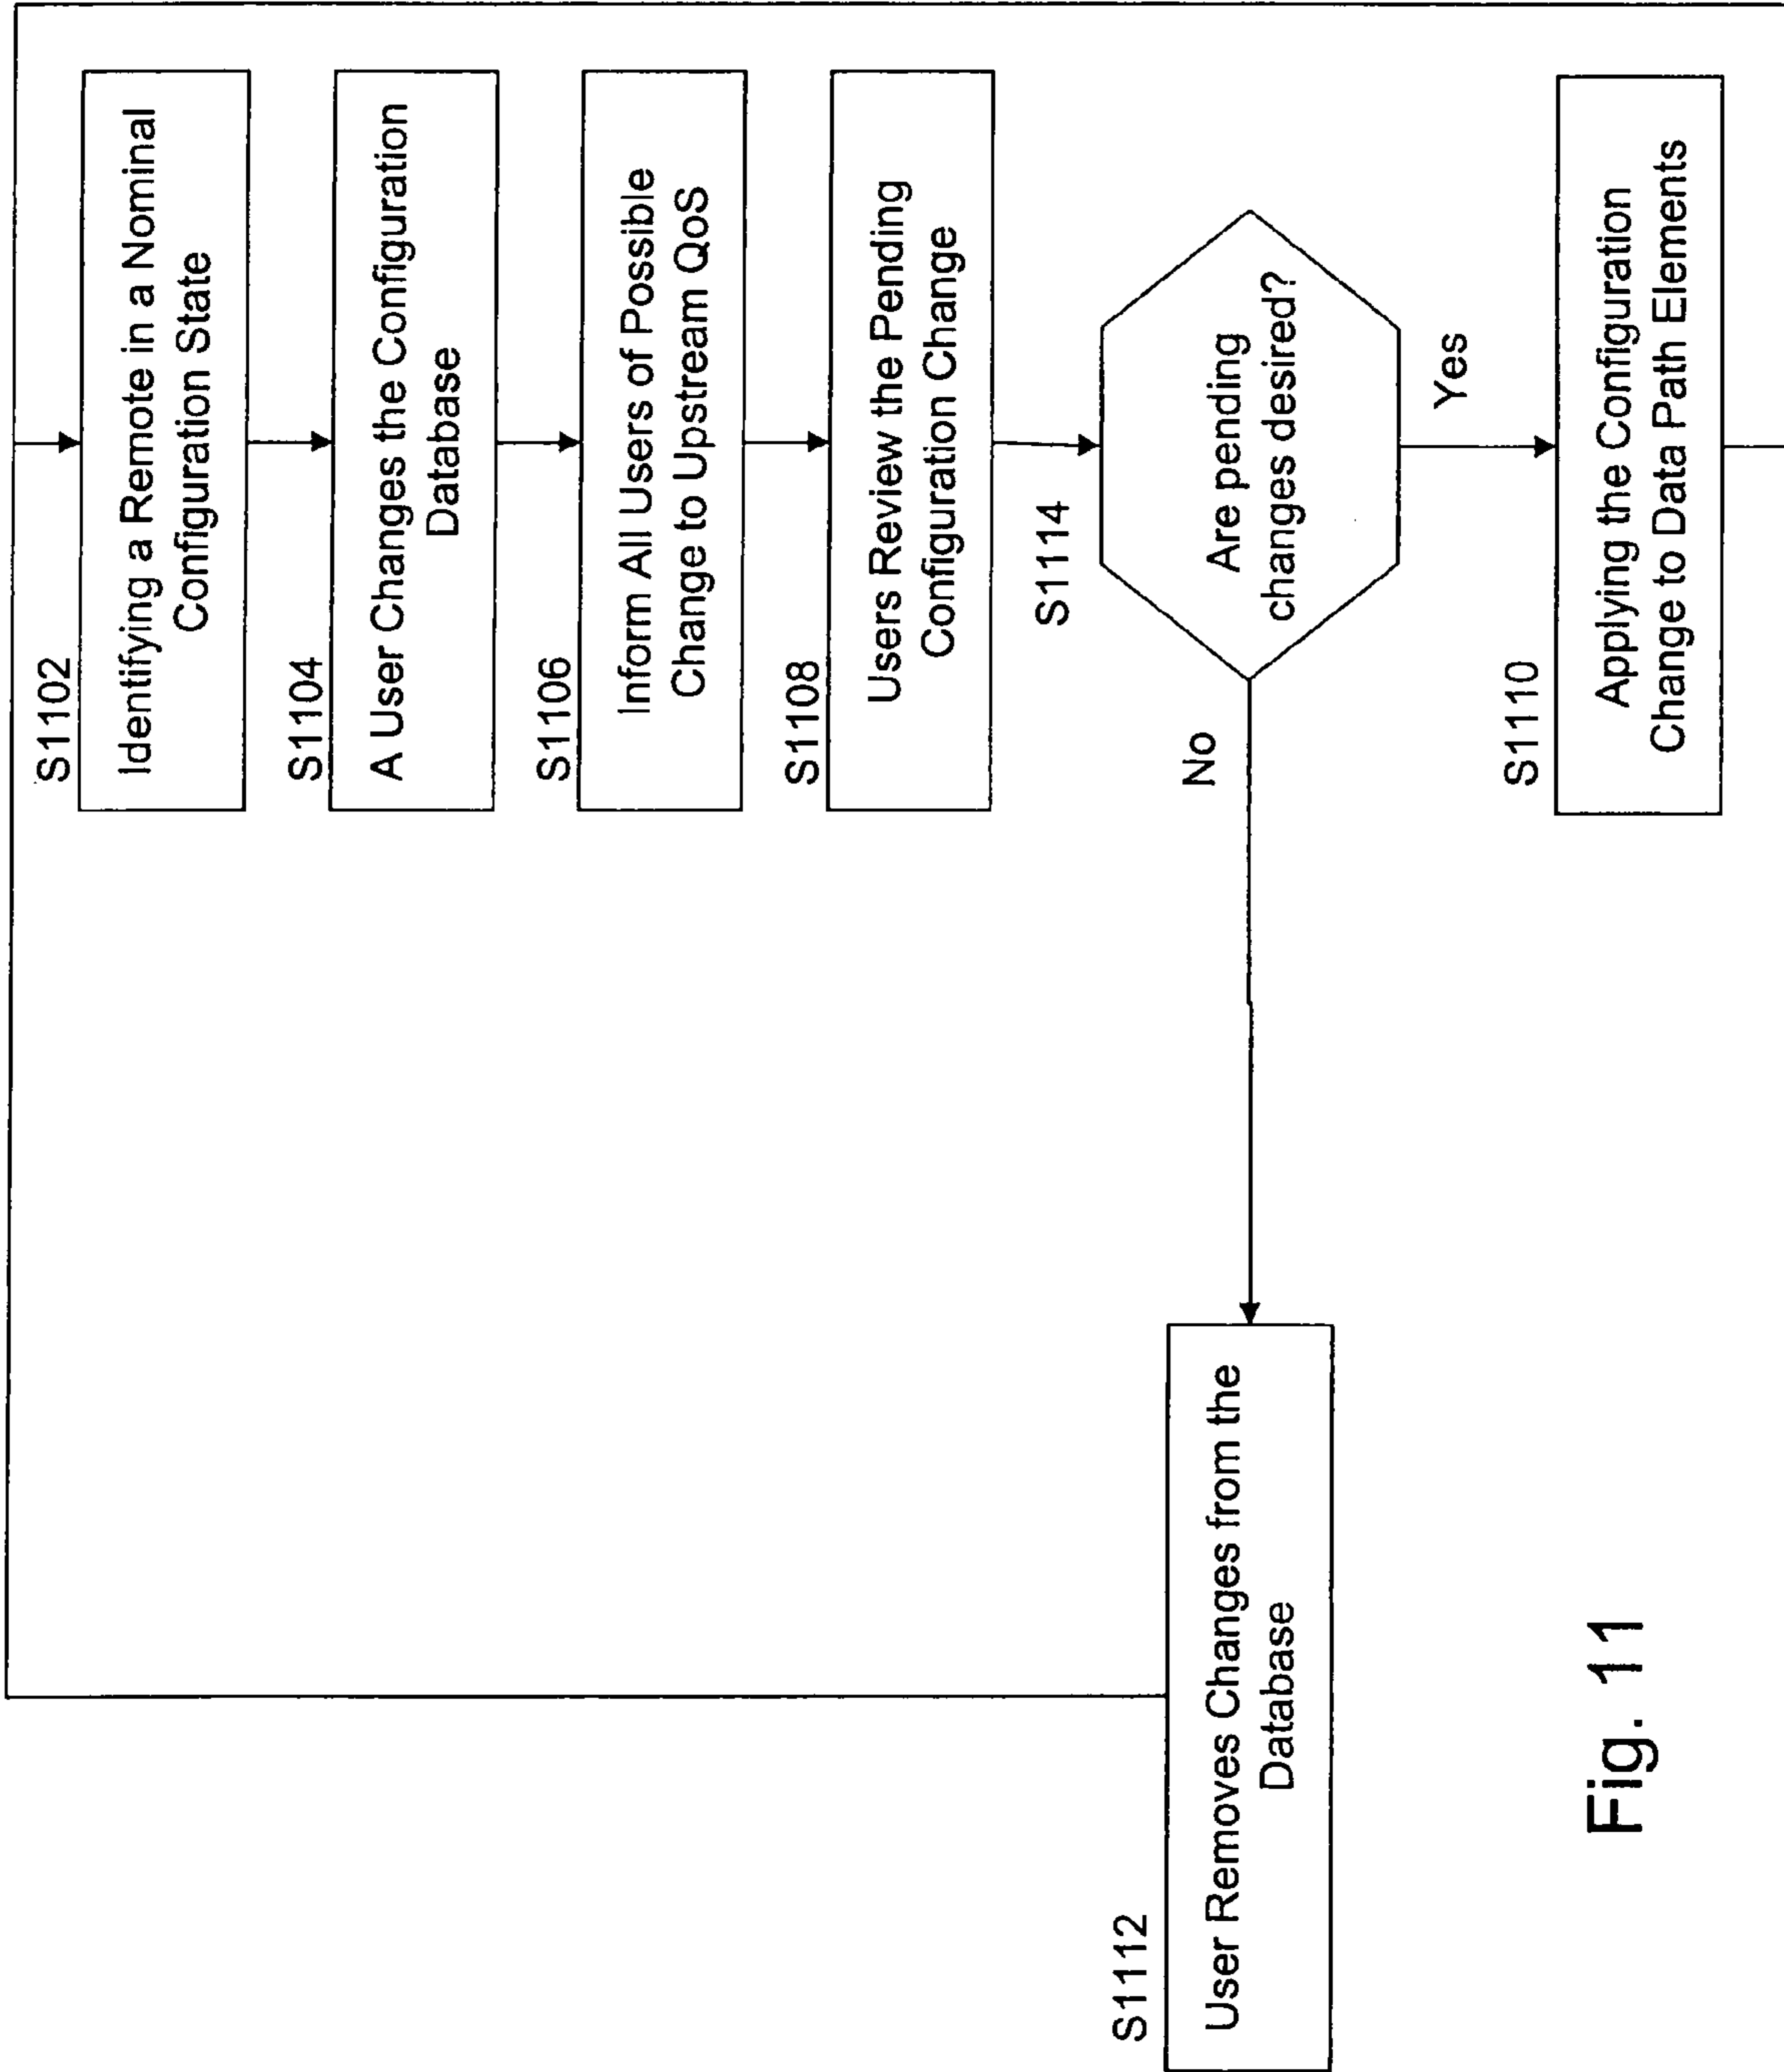 S1102
Identifying a Remote in a Nominal
Configuration State
S1104
A User Changes the Configuration
Database
S1106
Inform All Users of Possible
Change to Upstream QoS
S1108
Users Review the Pending
Configuration Change
S1114
Are pending
changes desired?
No
Yes
S1112
User Removes Changes from the
Database
S1110
Applying the Configuration
Change to Data Path Elements
Fig. 11